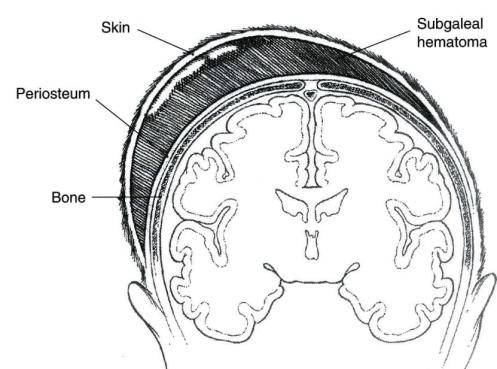 Skin
Subgaleal
hematoma
Periosteum
Bone